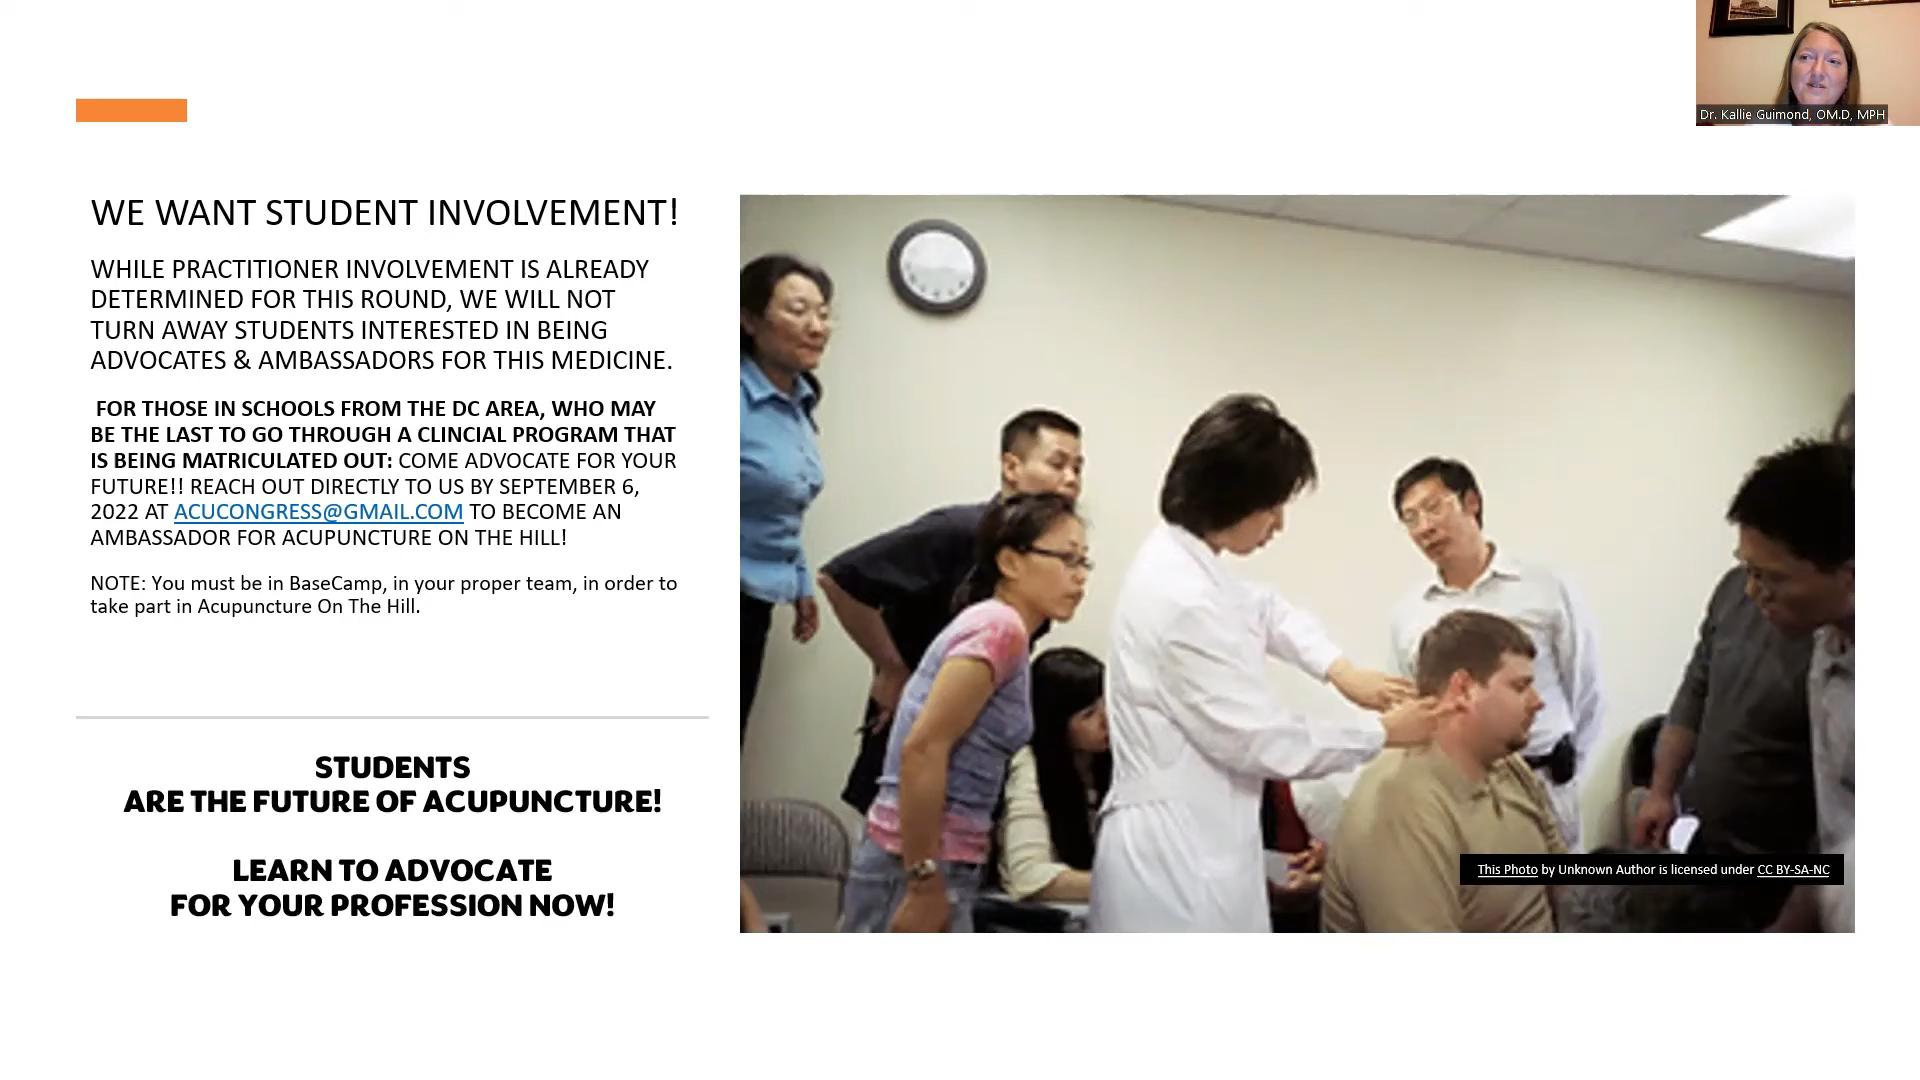 Dr. Kallie Guimond, OM.D, MPH
WE WANT STUDENT INVOLVEMENT!
WHILE PRACTITIONER INVOLVEMENT IS ALREADY
DETERMINED FOR THIS ROUND, WE WILL NOT
TURN AWAY STUDENTS INTERESTED IN BEING
ADVOCATES & AMBASSADORS FOR THIS MEDICINE.
FOR THOSE IN SCHOOLS FROM THE DC AREA, WHO MAY
BE THE LAST TO GO THROUGH A CLINCIAL PROGRAM THAT
IS BEING MATRICULATED OUT: COME ADVOCATE FOR YOUR
FUTURE!! REACH OUT DIRECTLY TO US BY SEPTEMBER 6,
2022 AT ACUCONGRESS@GMAIL.COM TO BECOME AN
AMBASSADOR FOR ACUPUNCTURE ON THE HILL!
NOTE: You must be in BaseCamp, in your proper team, in order to
take part in Acupuncture On The Hill.
STUDENTS
ARE THE FUTURE OF ACUPUNCTURE!
LEARN TO ADVOCATE
FOR YOUR PROFESSION NOW!
This Photo by Unknown Author is licensed under CC BY-SA-NC